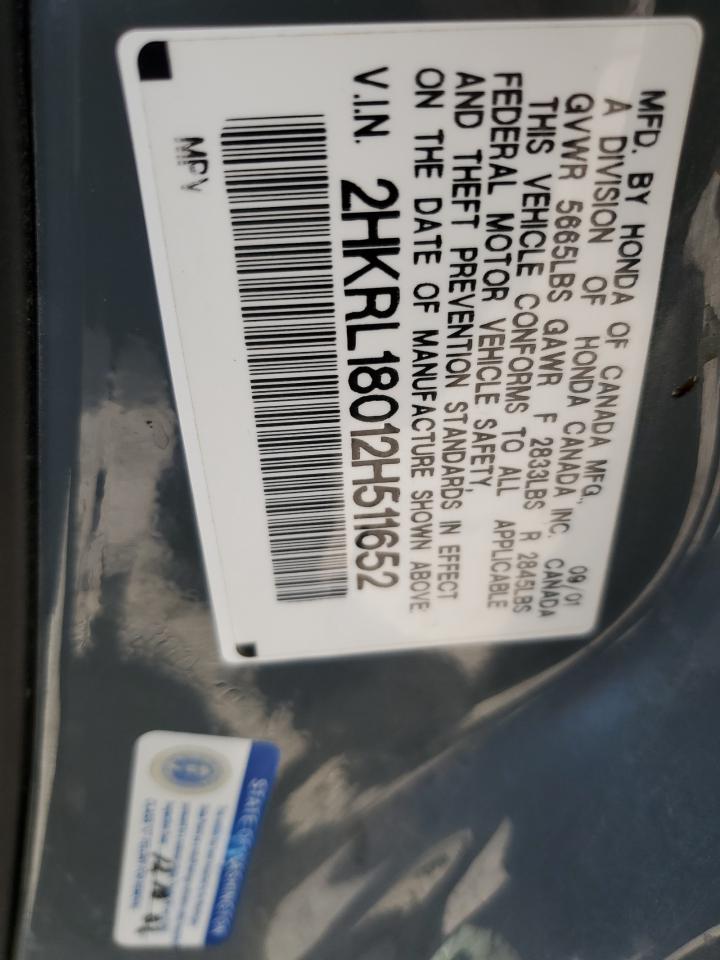 MFD. BY HONDA OF CANADA MFG., 09/01
A DIVISION OF HONDA CANADA INC. CANADA
GVWR 5665LBS GAWR F 2833LBS R 2845LBS
THIS VEHICLE CONFORMS TO ALL APPLICABLE
FEDERAL MOTOR VEHICLE SAFETY
AND THEFT PREVENTION STANDARDS IN EFFECT
ON THE DATE OF MANUFACTURE SHOWN ABOVE.
V.I.N. 2HKRL18012H511652
MPV
STATE OF WASHINGTON